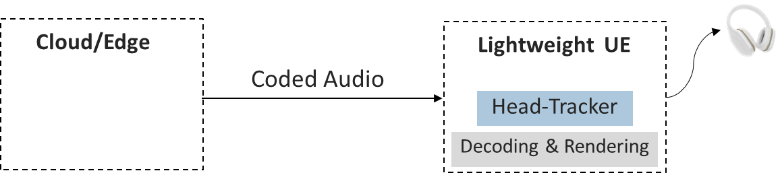 Cloud/Edge
Coded Audio
Lightweight UE
Head-Tracker
Decoding & Rendering